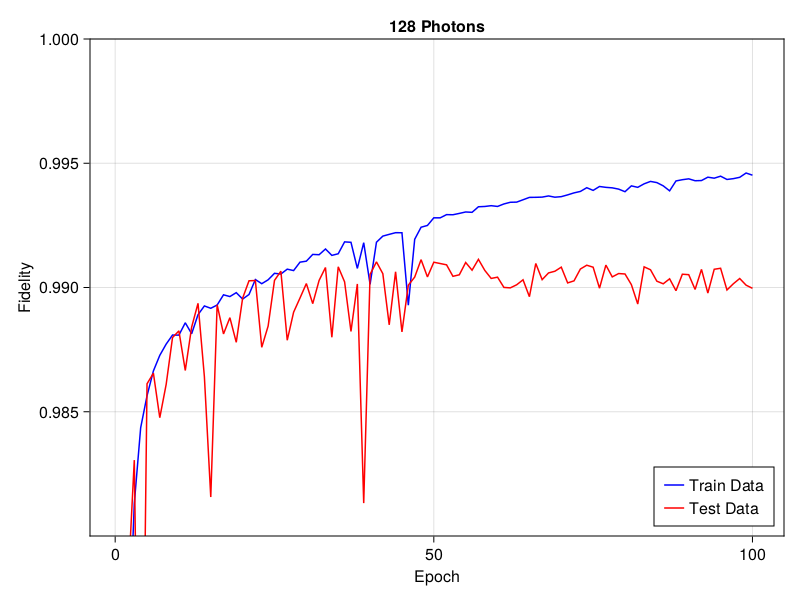 128 Photons
1.000
0.995
0.990
0.985
Fidelity
0
50
100
Epoch
Train Data
Test Data